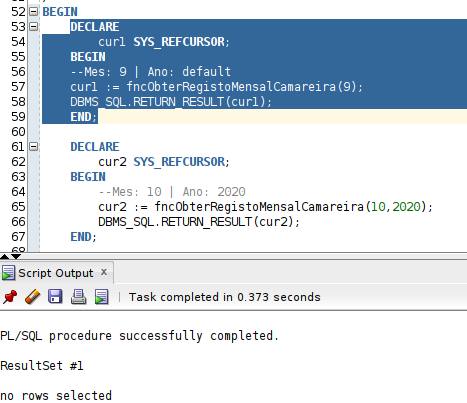 52 BEGIN
53 DECLARE
54 cur1 SYS_REFCURSOR;
55 BEGIN
56 --Mes: 9 | Ano: default
57 cur1 := fncObterRegistoMensalCamareira(9);
58 DBMS_SQL.RETURN_RESULT(cur1);
59 END;
60
61 DECLARE
62 cur2 SYS_REFCURSOR;
63 BEGIN
64 --Mes: 10 | Ano: 2020
65 cur2 := fncObterRegistoMensalCamareira(10,2020);
66 DBMS_SQL.RETURN_RESULT(cur2);
67 END;
Script Output x
Task completed in 0.373 seconds
PL/SQL procedure successfully completed.
ResultSet #1
no rows selected